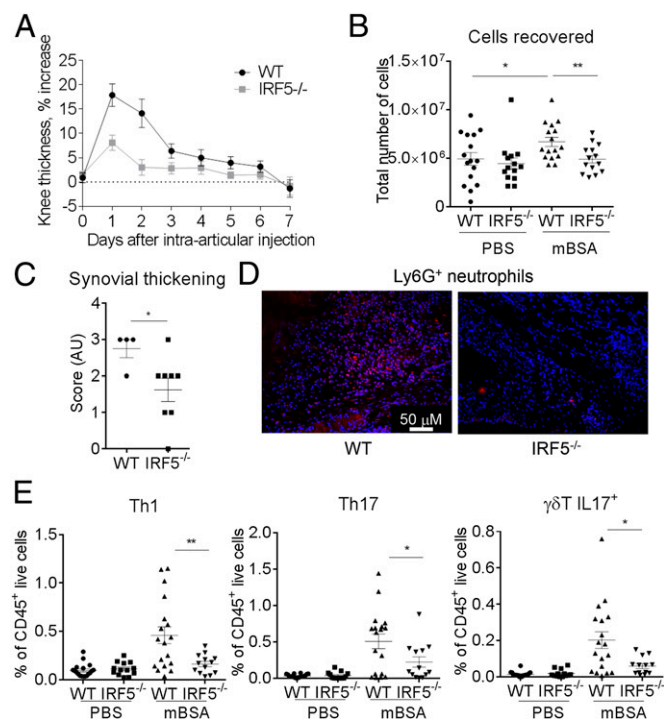 A
Knee thickness, % increase
25
20
15
10
5
0
-5
WT
IRF5-/-
0 1 2 3 4 5 6 7
Days after intra-articular injection
B
Cells recovered
Total number of cells
1.5×10⁷
1.0×10⁷
5.0×10⁶
0
* **
WT IRF5⁻/⁻ WT IRF5⁻/⁻
PBS mBSA
C
Synovial thickening
Score (AU)
4
3
2
1
0
*
WT IRF5⁻/⁻
D
Ly6G⁺ neutrophils
50 µM
WT IRF5⁻/⁻
E
Th1
% of CD45⁺ live cells
1.5
1.0
0.5
0.0
**
WT IRF5⁻/⁻ WT IRF5⁻/⁻
PBS mBSA
Th17
% of CD45⁺ live cells
2.0
1.5
1.0
0.5
0.0
*
WT IRF5⁻/⁻ WT IRF5⁻/⁻
PBS mBSA
γδT IL17⁺
% of CD45⁺ live cells
0.8
0.6
0.4
0.2
0.0
*
WT IRF5⁻/⁻ WT IRF5⁻/⁻
PBS mBSA